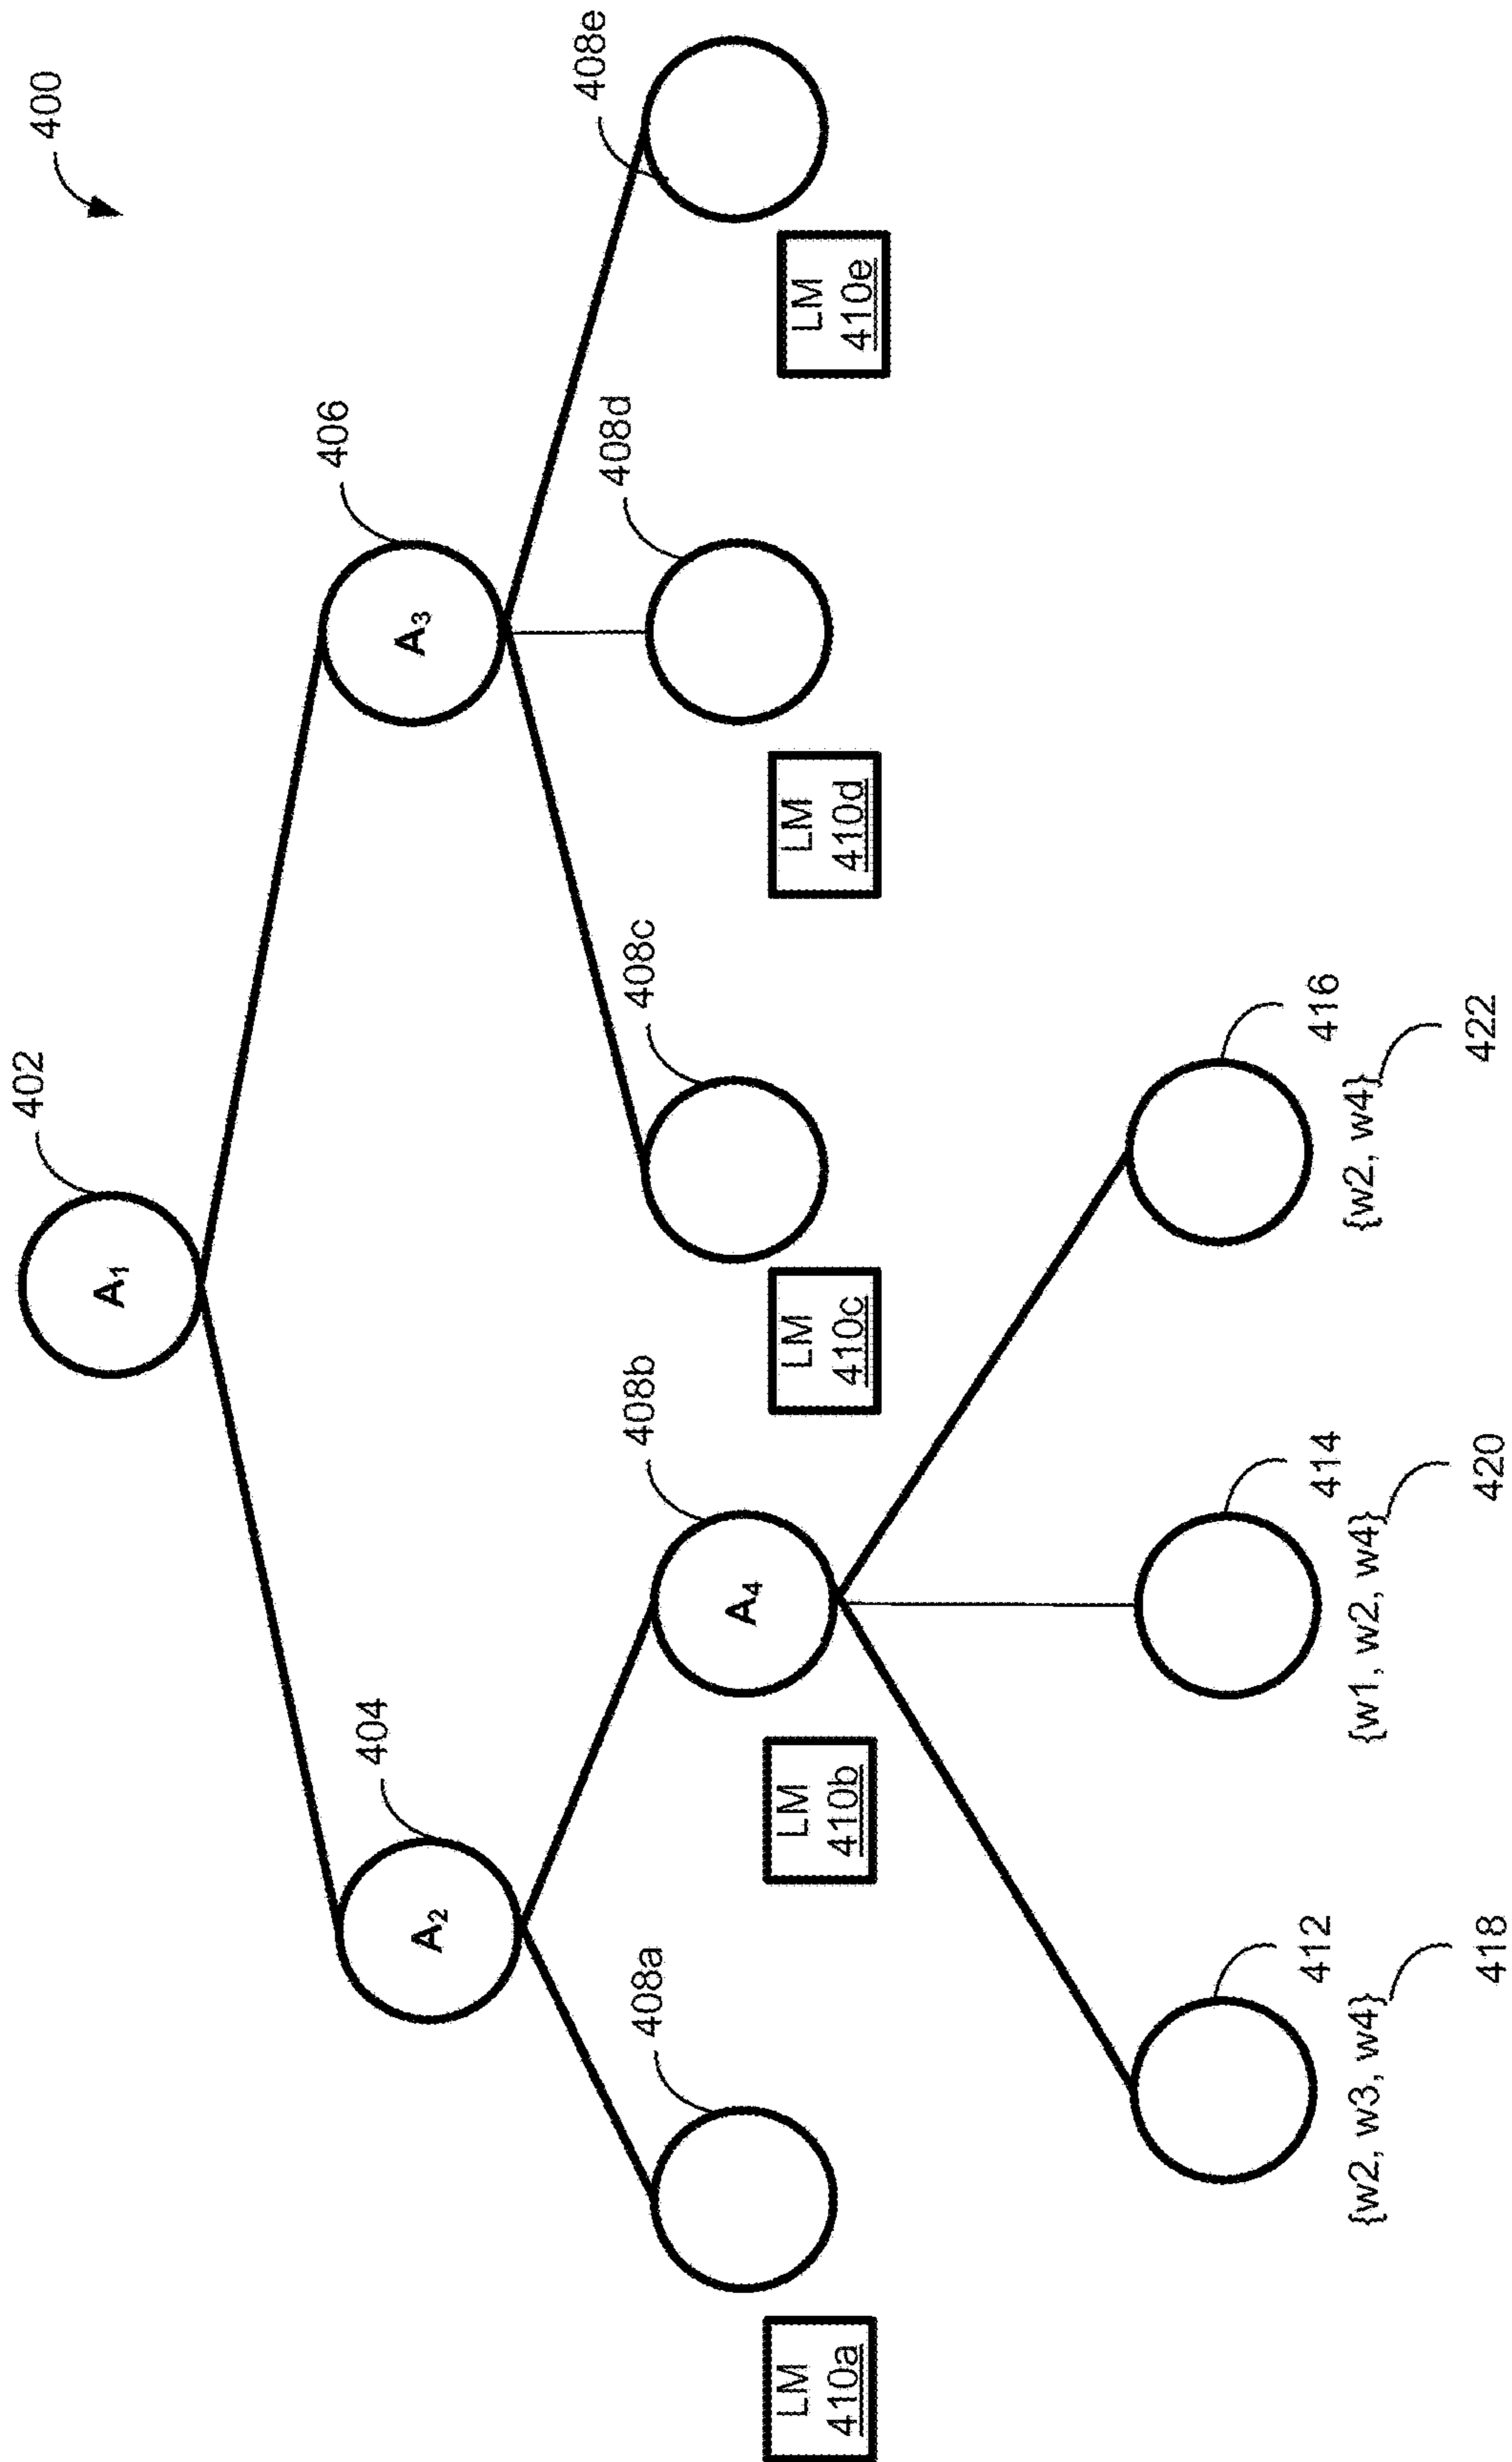 400
402
A₁
404
A₂
406
A₃
408a
408b
A₄
408c
408d
408e
LM
410a
LM
410b
LM
410c
LM
410d
LM
410e
412
414
416
{w2, w3, w4}
{w1, w2, w4}
{w2, w4}
418
420
422